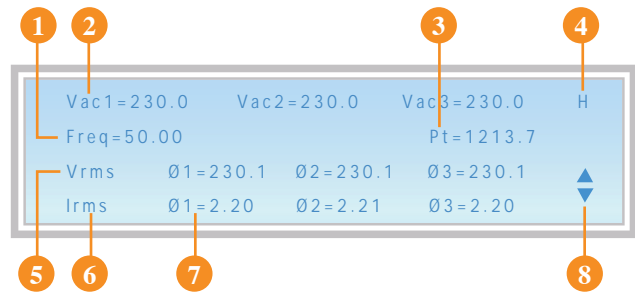 1 2 3 4
Vac1=230.0 Vac2=230.0 Vac3=230.0 H
Freq=50.00 Pt=1213.7
Vrms Ø1=230.1 Ø2=230.1 Ø3=230.1
Irms Ø1=2.20 Ø2=2.21 Ø3=2.20
5 6 7 8